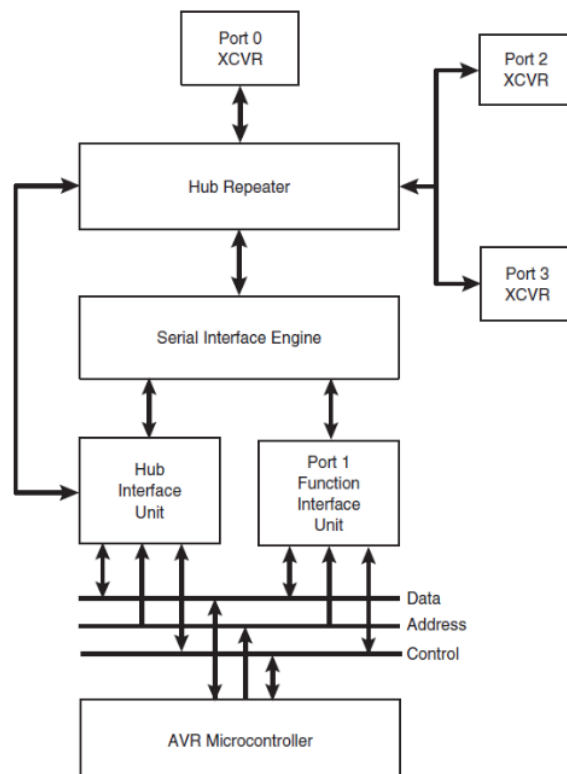 Port 0
XCVR
Port 2
XCVR
Hub Repeater
Port 3
XCVR
Serial Interface Engine
Hub
Interface
Unit
Port 1
Function
Interface
Unit
Data
Address
Control
AVR Microcontroller